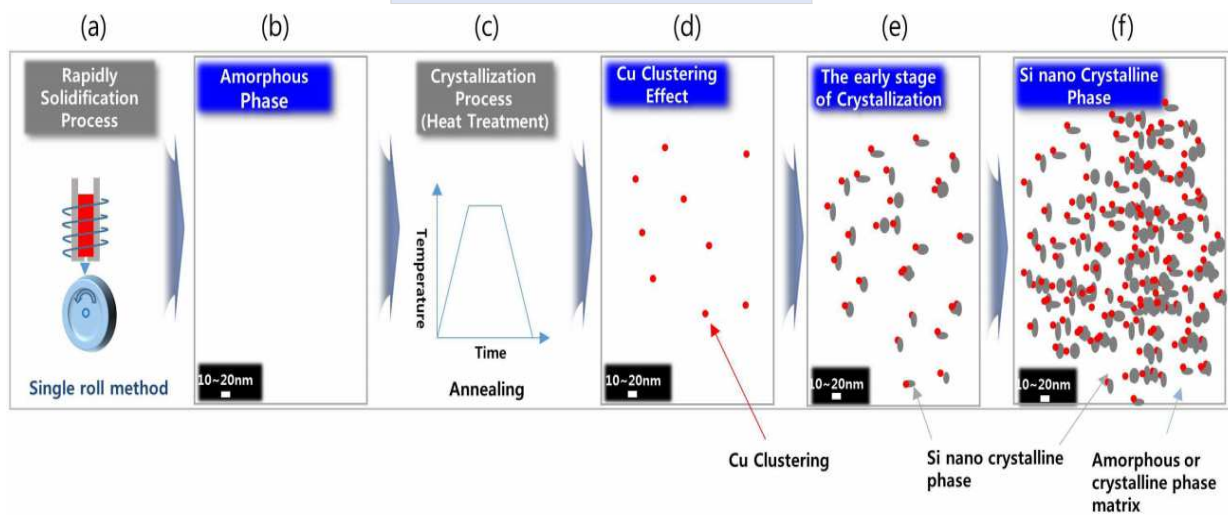 (a)
(b)
(c)
(d)
(e)
(f)
Rapidly
Solidification
Process
Single roll method
Amorphous
Phase
10~20nm
Crystallization
Process
(Heat Treatment)
Temperature
Time
Annealing
Cu Clustering
Effect
10~20nm
Cu Clustering
The early stage
of Crystallization
10~20nm
Si nano crystalline
phase
Si nano Crystalline
Phase
10~20nm
Amorphous or
crystalline phase
matrix